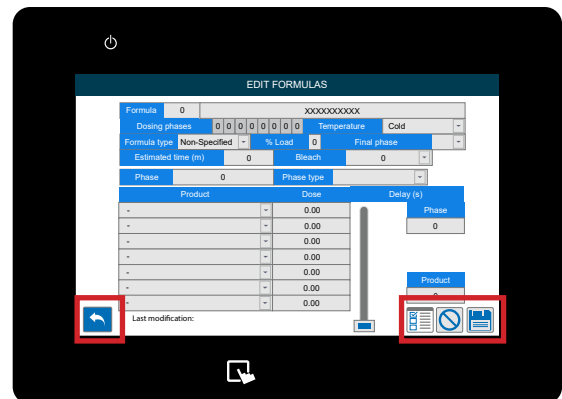 EDIT FORMULAS
Formula 0 XXXXXXXXXX
Dosing phases 0 0 0 0 0 0 0 0 Temperature Cold
Formula type Non-Specified % Load 0 Final phase
Estimated time (m) 0 Bleach 0
Phase 0 Phase type
Product Dose Delay (s)
- 0.00 Phase
- 0.00 0
- 0.00
- 0.00
- 0.00 Product
- 0.00
- 0.00
Last modification: